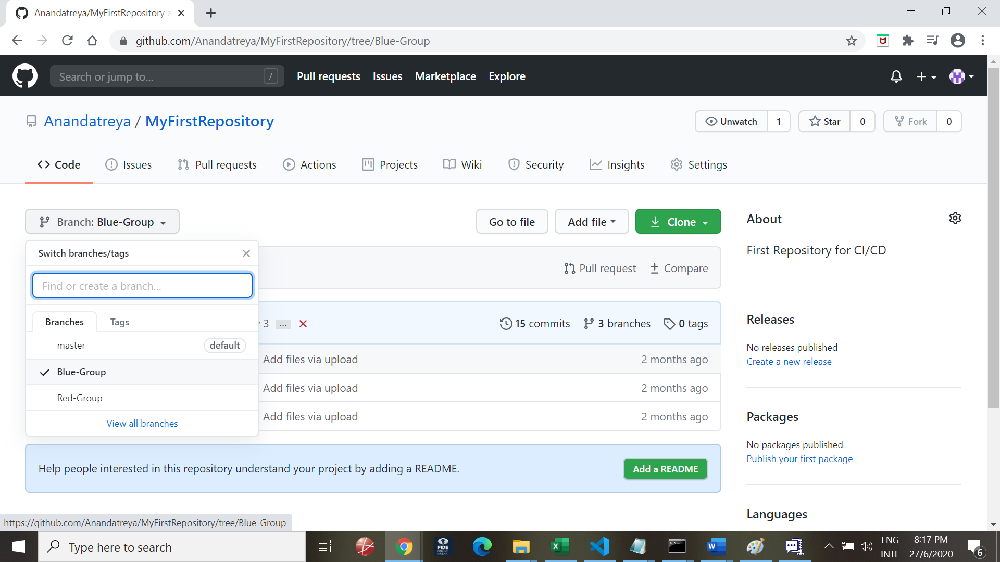 Anandatreya/MyFirstRepository a
github.com/Anandatreya/MyFirstRepository/tree/Blue-Group
Search or jump to... / Pull requests Issues Marketplace Explore
Anandatreya / MyFirstRepository Unwatch 1 Star 0 Fork 0
Code Issues Pull requests Actions Projects Wiki Security Insights Settings
Branch: Blue-Group Go to file Add file Clone
Switch branches/tags
Find or create a branch...
Branches Tags
master default
Blue-Group
Red-Group
View all branches
Pull request Compare
3 ... 15 commits 3 branches 0 tags
Add files via upload 2 months ago
Add files via upload 2 months ago
Add files via upload 2 months ago
Help people interested in this repository understand your project by adding a README. Add a README
About
First Repository for CI/CD
Releases
No releases published
Create a new release
Packages
No packages published
Publish your first package
Languages
https://github.com/Anandatreya/MyFirstRepository/tree/Blue-Group
Type here to search
FIDE
ONLINE
ARENA
ENG
INTL
8:17 PM
27/6/2020
6